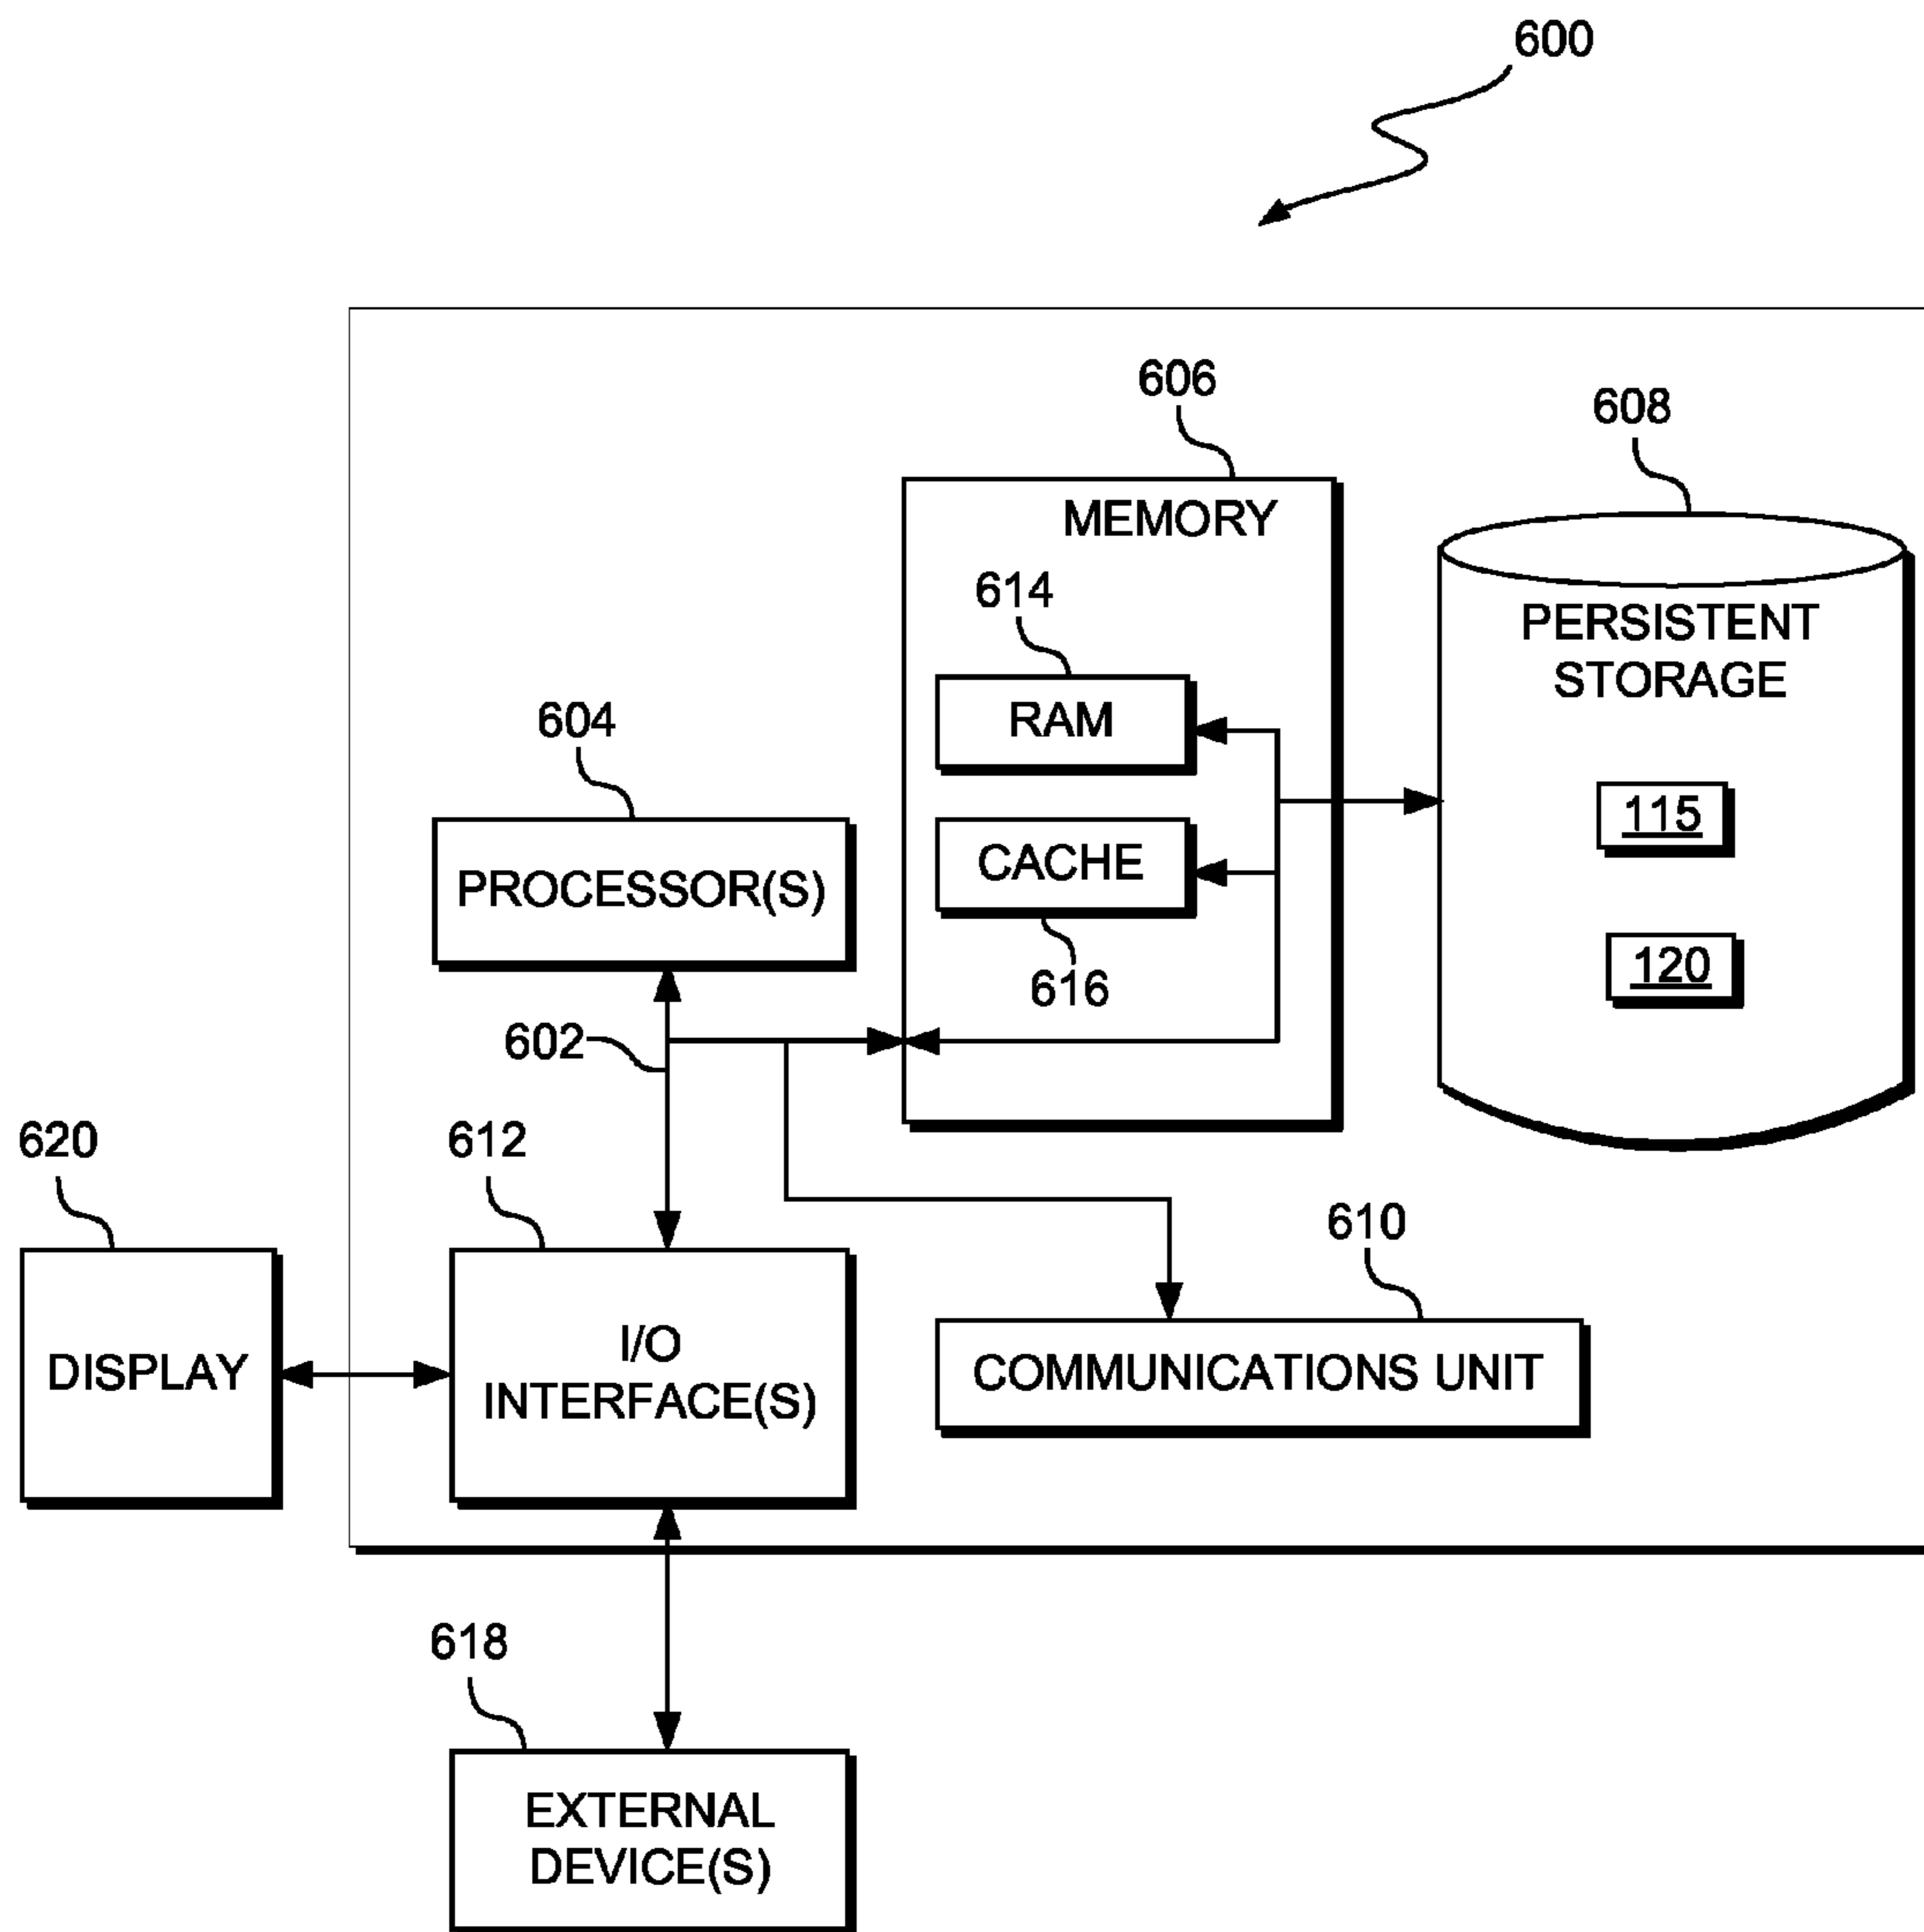 600
606
608
MEMORY
614
PERSISTENT
STORAGE
RAM
604
115
CACHE
PROCESSOR(S)
120
616
602
620
612
610
I/O
INTERFACE(S)
DISPLAY
COMMUNICATIONS UNIT
618
EXTERNAL
DEVICE(S)